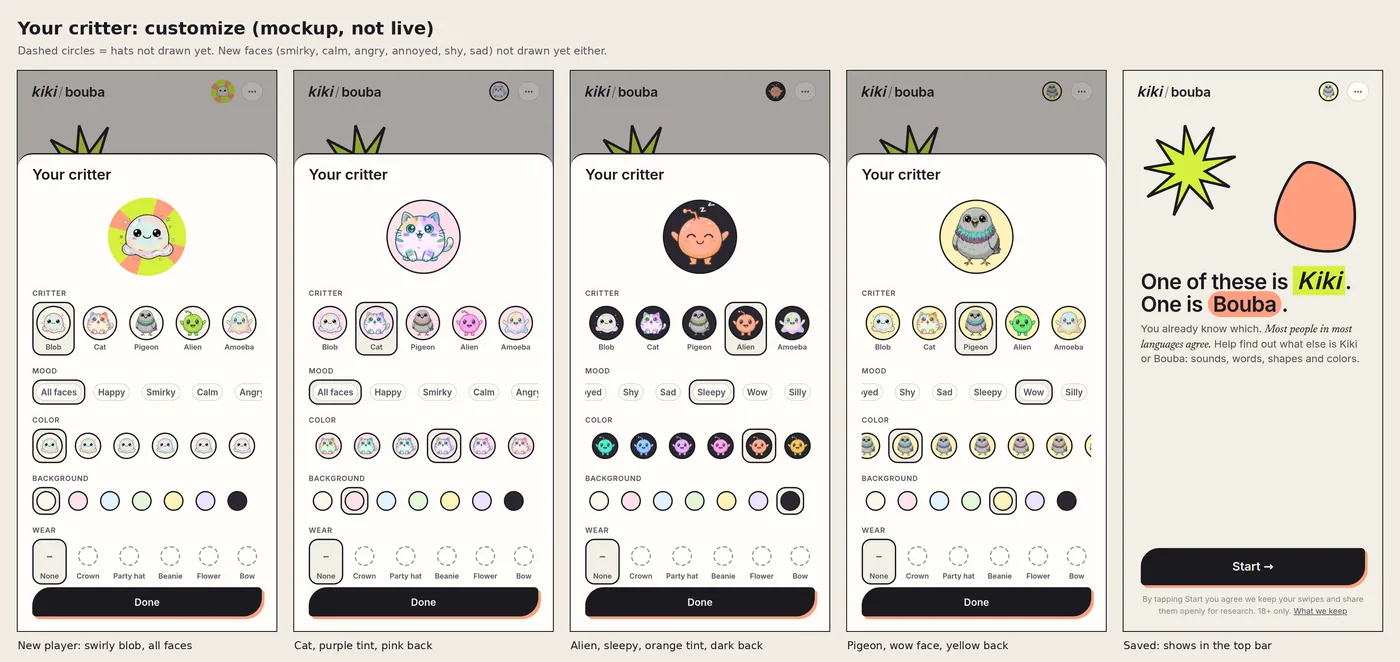 Your critter: customize (mockup, not live)
Dashed circles = hats not drawn yet. New faces (smirky, calm, angry, annoyed, shy, sad) not drawn yet either.
kiki / bouba
Your critter
CRITTER
Blob Cat Pigeon Alien Amoeba
MOOD
All faces Happy Smirky Calm Angry
COLOR
BACKGROUND
WEAR
– None Crown Party hat Beanie Flower Bow
Done
New player: swirly blob, all faces
kiki / bouba
Your critter
CRITTER
Blob Cat Pigeon Alien Amoeba
MOOD
All faces Happy Smirky Calm Angry
COLOR
BACKGROUND
WEAR
– None Crown Party hat Beanie Flower Bow
Done
Cat, purple tint, pink back
kiki / bouba
Your critter
z z
CRITTER
Blob Cat Pigeon Alien Amoeba
MOOD
yed Shy Sad Sleepy Wow Silly
COLOR
BACKGROUND
WEAR
– None Crown Party hat Beanie Flower Bow
Done
Alien, sleepy, orange tint, dark back
kiki / bouba
Your critter
CRITTER
Blob Cat Pigeon Alien Amoeba
MOOD
oyed Shy Sad Sleepy Wow Silly
COLOR
BACKGROUND
WEAR
– None Crown Party hat Beanie Flower Bow
Done
Pigeon, wow face, yellow back
kiki / bouba
One of these is Kiki.
One is Bouba.
You already know which. Most people in most
languages agree. Help find out what else is Kiki
or Bouba: sounds, words, shapes and colors.
Start →
By tapping Start you agree we keep your swipes and share
them openly for research. 18+ only. What we keep
Saved: shows in the top bar